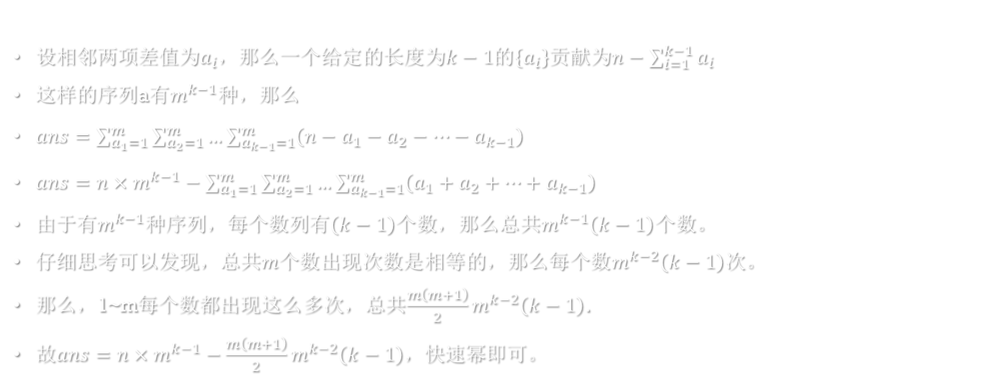 • 设相邻两项差值为$a_i$，那么一个给定的长度为$k-1$的$\{a_i\}$贡献为$n-\sum_{i=1}^{k-1} a_i$
• 这样的序列a有$m^{k-1}$种，那么
• $ans=\sum_{a_1=1}^{m}\sum_{a_2=1}^{m}\ldots\sum_{a_{k-1}=1}^{m}(n-a_1-a_2-\cdots-a_{k-1})$
• $ans=n\times m^{k-1}-\sum_{a_1=1}^{m}\sum_{a_2=1}^{m}\ldots\sum_{a_{k-1}=1}^{m}(a_1+a_2+\cdots+a_{k-1})$
• 由于有$m^{k-1}$种序列，每个数列有$(k-1)$个数，那么总共$m^{k-1}(k-1)$个数。
• 仔细思考可以发现，总共$m$个数出现次数是相等的，那么每个数$m^{k-2}(k-1)$次。
• 那么，1~m每个数都出现这么多次，总共$\frac{m(m+1)}{2}m^{k-2}(k-1)$.
• 故$ans=n\times m^{k-1}-\frac{m(m+1)}{2}m^{k-2}(k-1)$，快速幂即可。